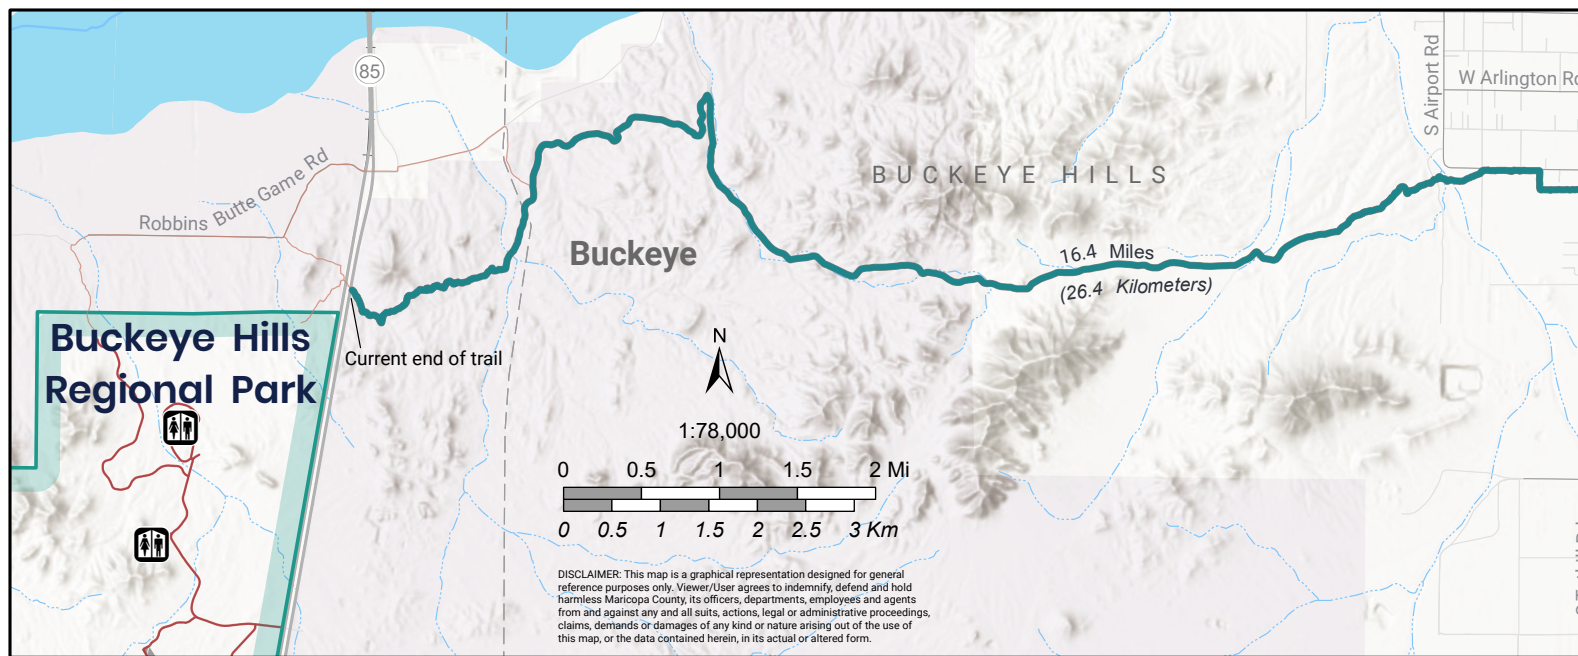 85
S Airport Rd
W Arlington Rd
Robbins Butte Game Rd
BUCKEYE HILLS
Buckeye
16.4 Miles
(26.4 Kilometers)
Buckeye Hills
Regional Park
Current end of trail
N
1:78,000
0 0.5 1 1.5 2 Mi
0 0.5 1 1.5 2 2.5 3 Km
DISCLAIMER: This map is a graphical representation designed for general
reference purposes only. Viewer/User agrees to indemnify, defend and hold
harmless Maricopa County, its officers, departments, employees and agents
from and against any and all suits, actions, legal or administrative proceedings,
claims, demands or damages of any kind or nature arising out of the use of
this map, or the data contained herein, in its actual or altered form.